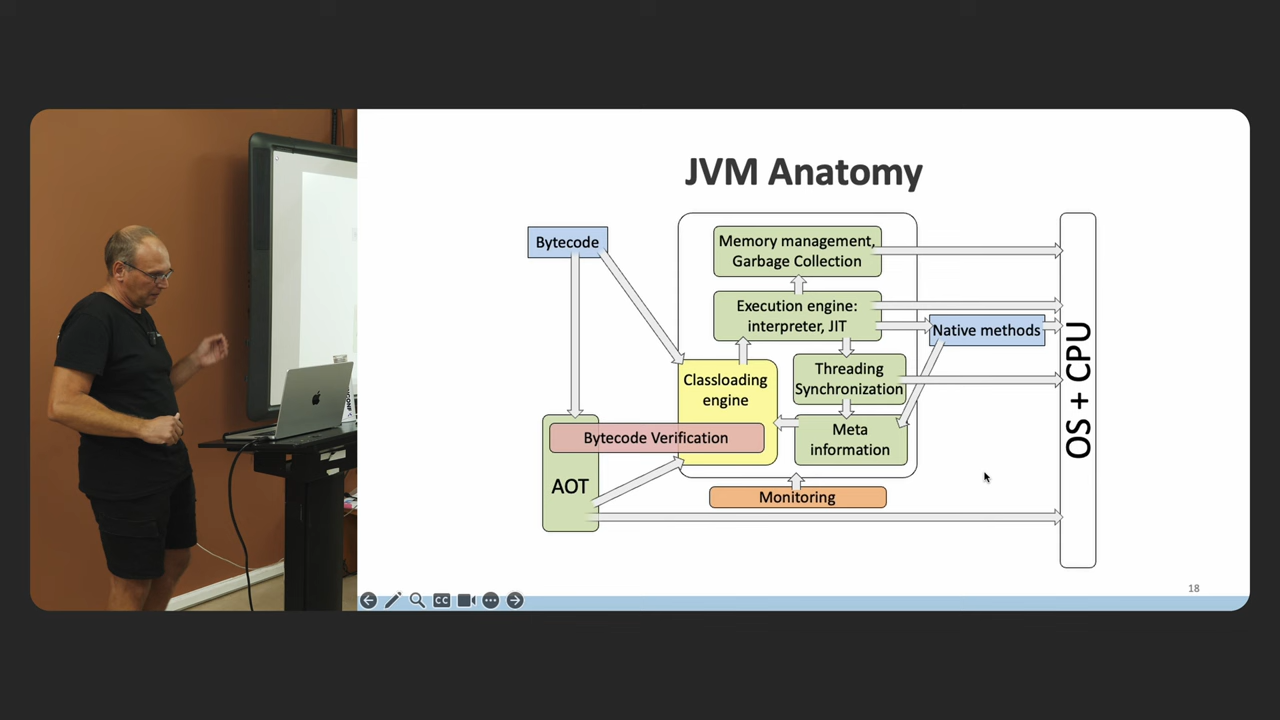 JVM Anatomy
Bytecode
Memory management,
Garbage Collection
Execution engine:
interpreter, JIT
Native methods
Threading
Synchronization
Classloading
engine
Bytecode Verification
Meta
information
AOT
Monitoring
OS + CPU
CC
18